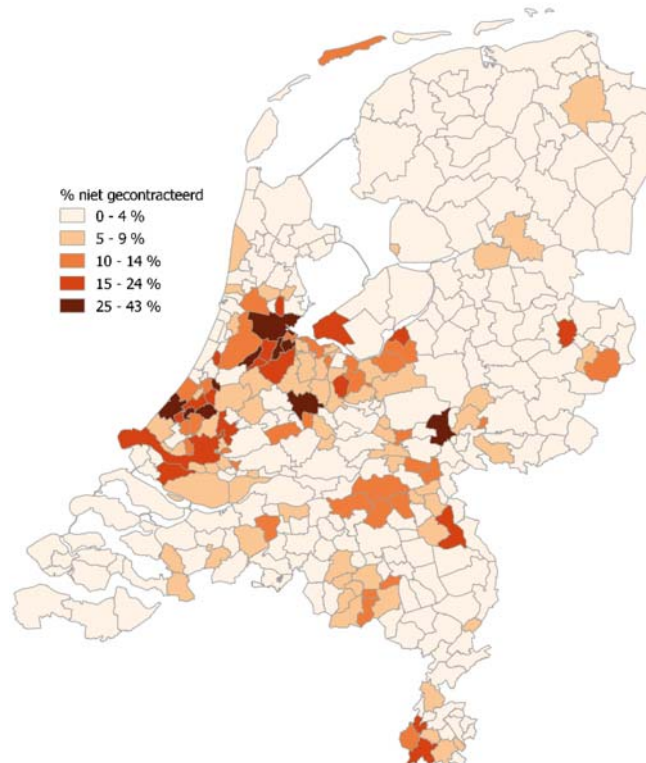 % niet gecontracteerd
0 - 4 %
5 - 9 %
10 - 14 %
15 - 24 %
25 - 43 %